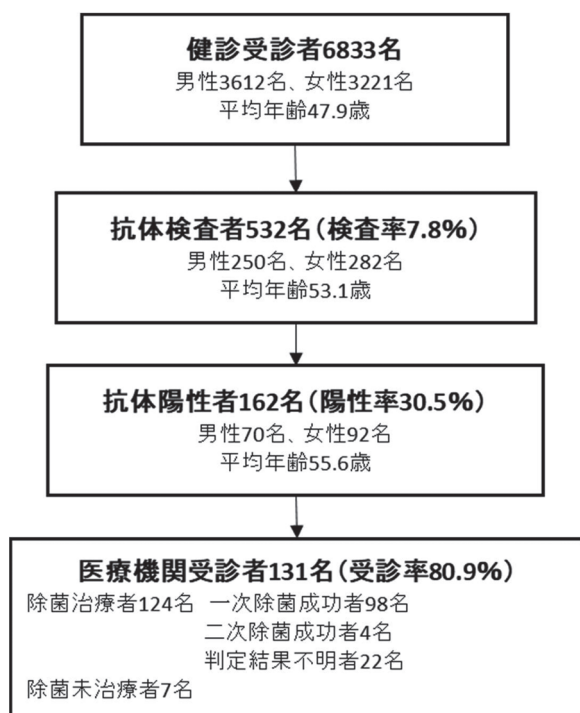 健診受診者6833名
男性3612名、女性3221名
平均年齢47.9歳
抗体検査者532名(検査率7.8%)
男性250名、女性282名
平均年齢53.1歳
抗体陽性者162名(陽性率30.5%)
男性70名、女性92名
平均年齢55.6歳
医療機関受診者131名(受診率80.9%)
除菌治療者124名 一次除菌成功者98名
二次除菌成功者4名
判定結果不明者22名
除菌未治療者7名